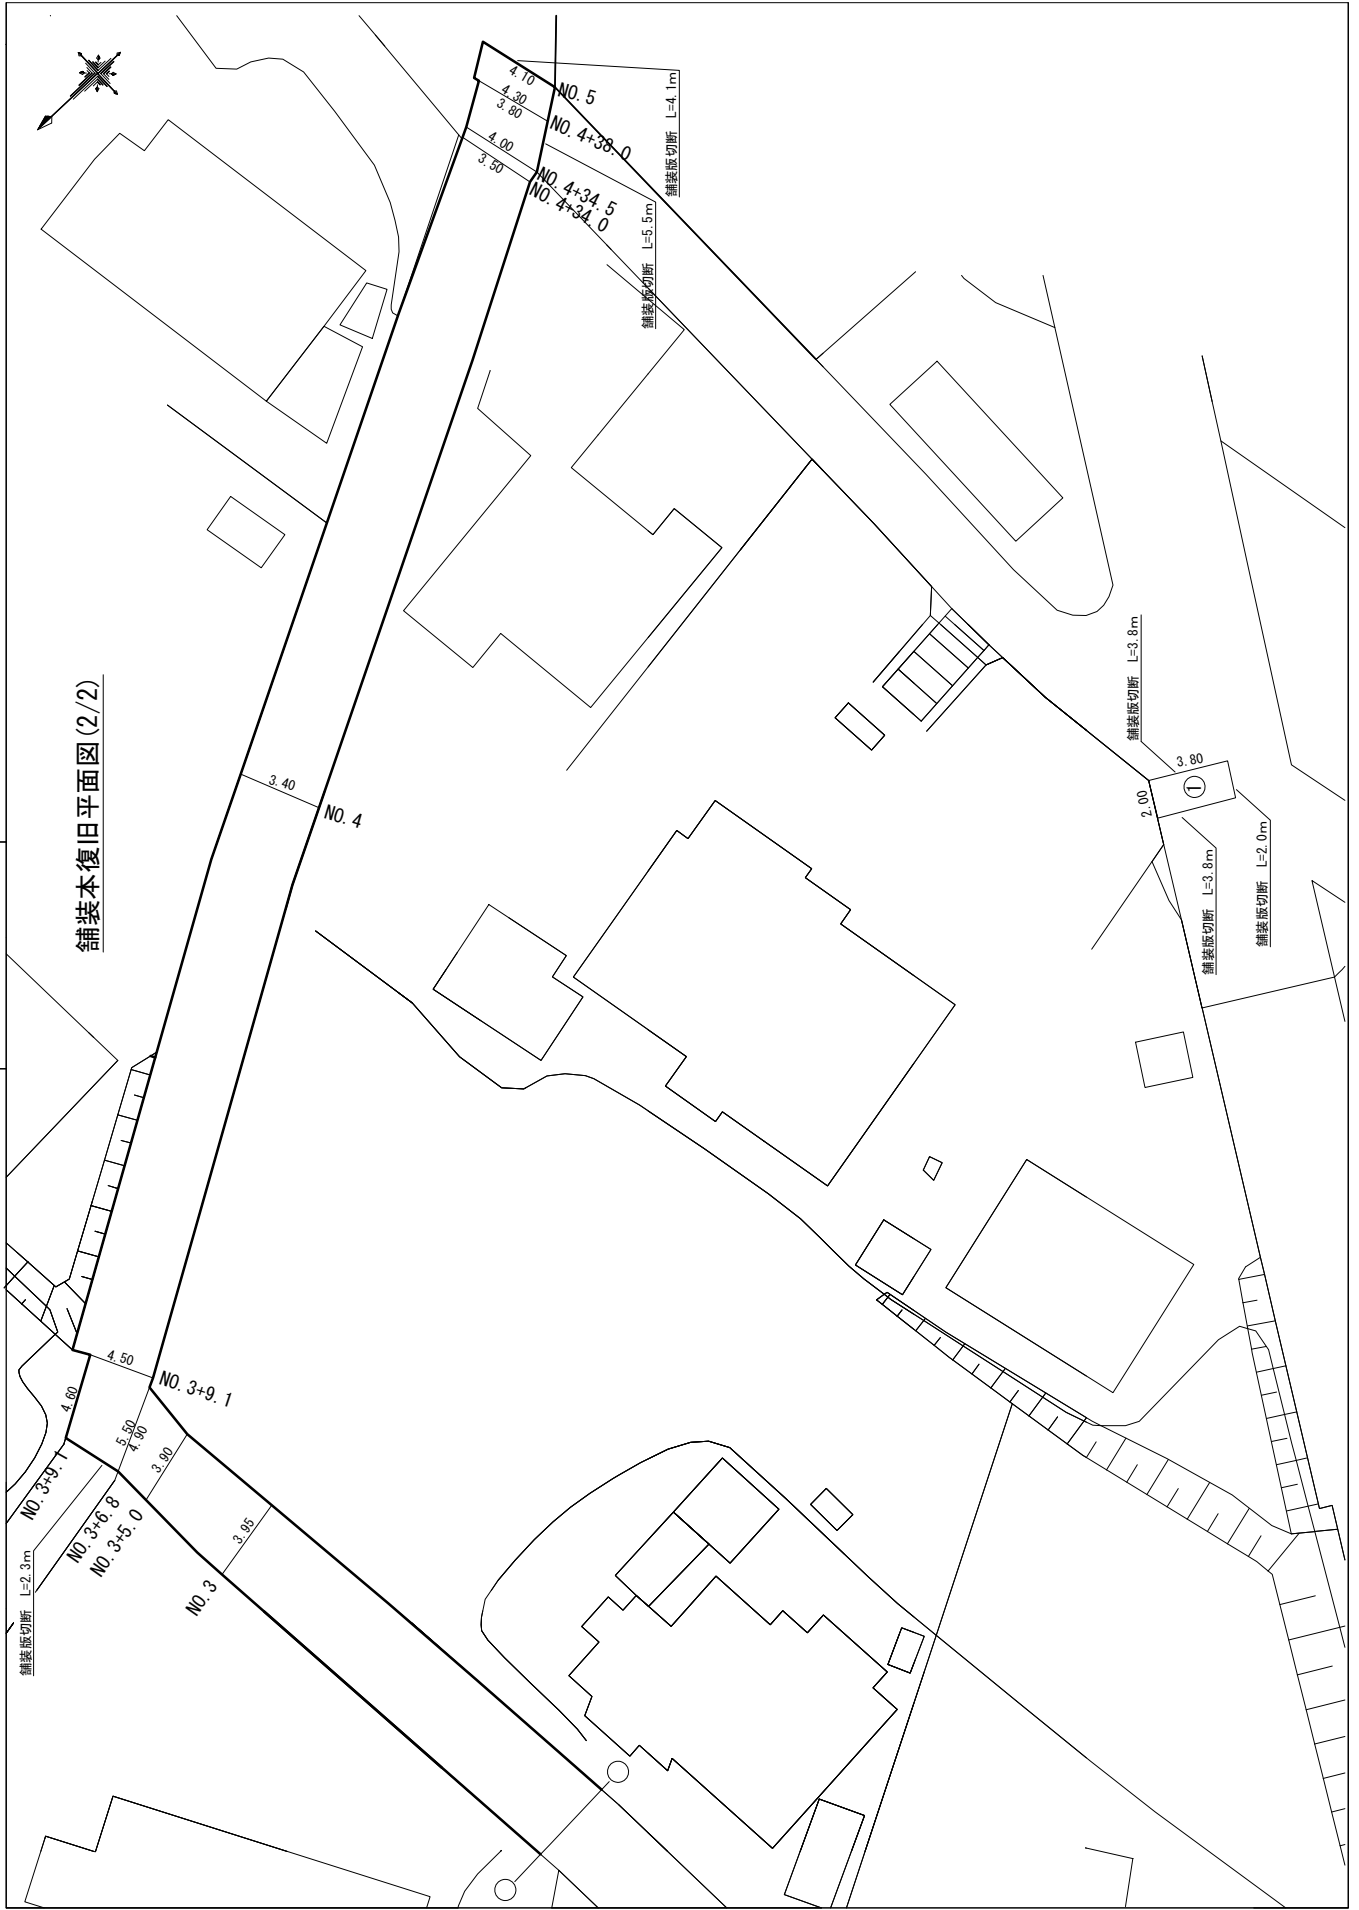 舗装本復旧平面図(2/2)
4.10
NO. 5
4.30
3.80
NO. 4+38.0
4.00
3.50
NO. 4+34.5
NO. 4+34.0
舗装版切断 L=4.1m
舗装版切断 L=5.5m
3.40
NO. 4
舗装版切断 L=3.8m
3.80
2.00
①
舗装版切断 L=3.8m
舗装版切断 L=2.0m
4.50
NO. 3+9.1
4.60
5.50
4.90
3.90
NO. 3+9.1
NO. 3+6.8
NO. 3+5.0
3.95
NO. 3
舗装版切断 L=2.3m